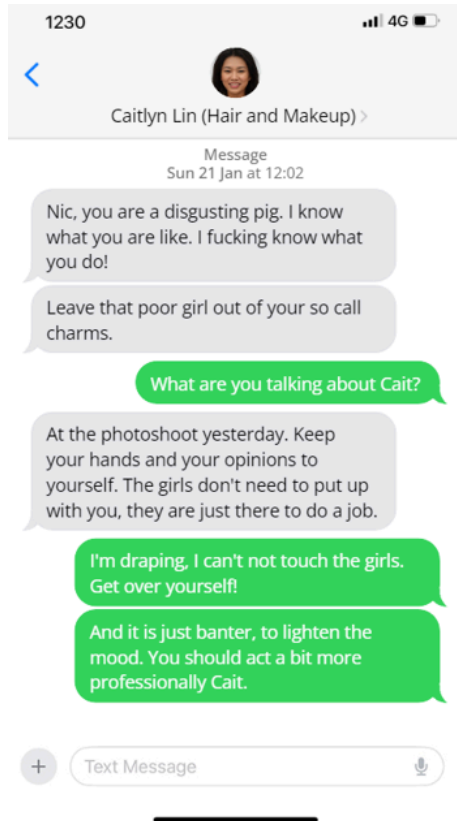 1230
4G
Caitlyn Lin (Hair and Makeup)
Message
Sun 21 Jan at 12:02
Nic, you are a disgusting pig. I know
what you are like. I fucking know what
you do!
Leave that poor girl out of your so call
charms.
What are you talking about Cait?
At the photoshoot yesterday. Keep
your hands and your opinions to
yourself. The girls don't need to put up
with you, they are just there to do a job.
I'm draping, I can't not touch the girls.
Get over yourself!
And it is just banter, to lighten the
mood. You should act a bit more
professionally Cait.
Text Message